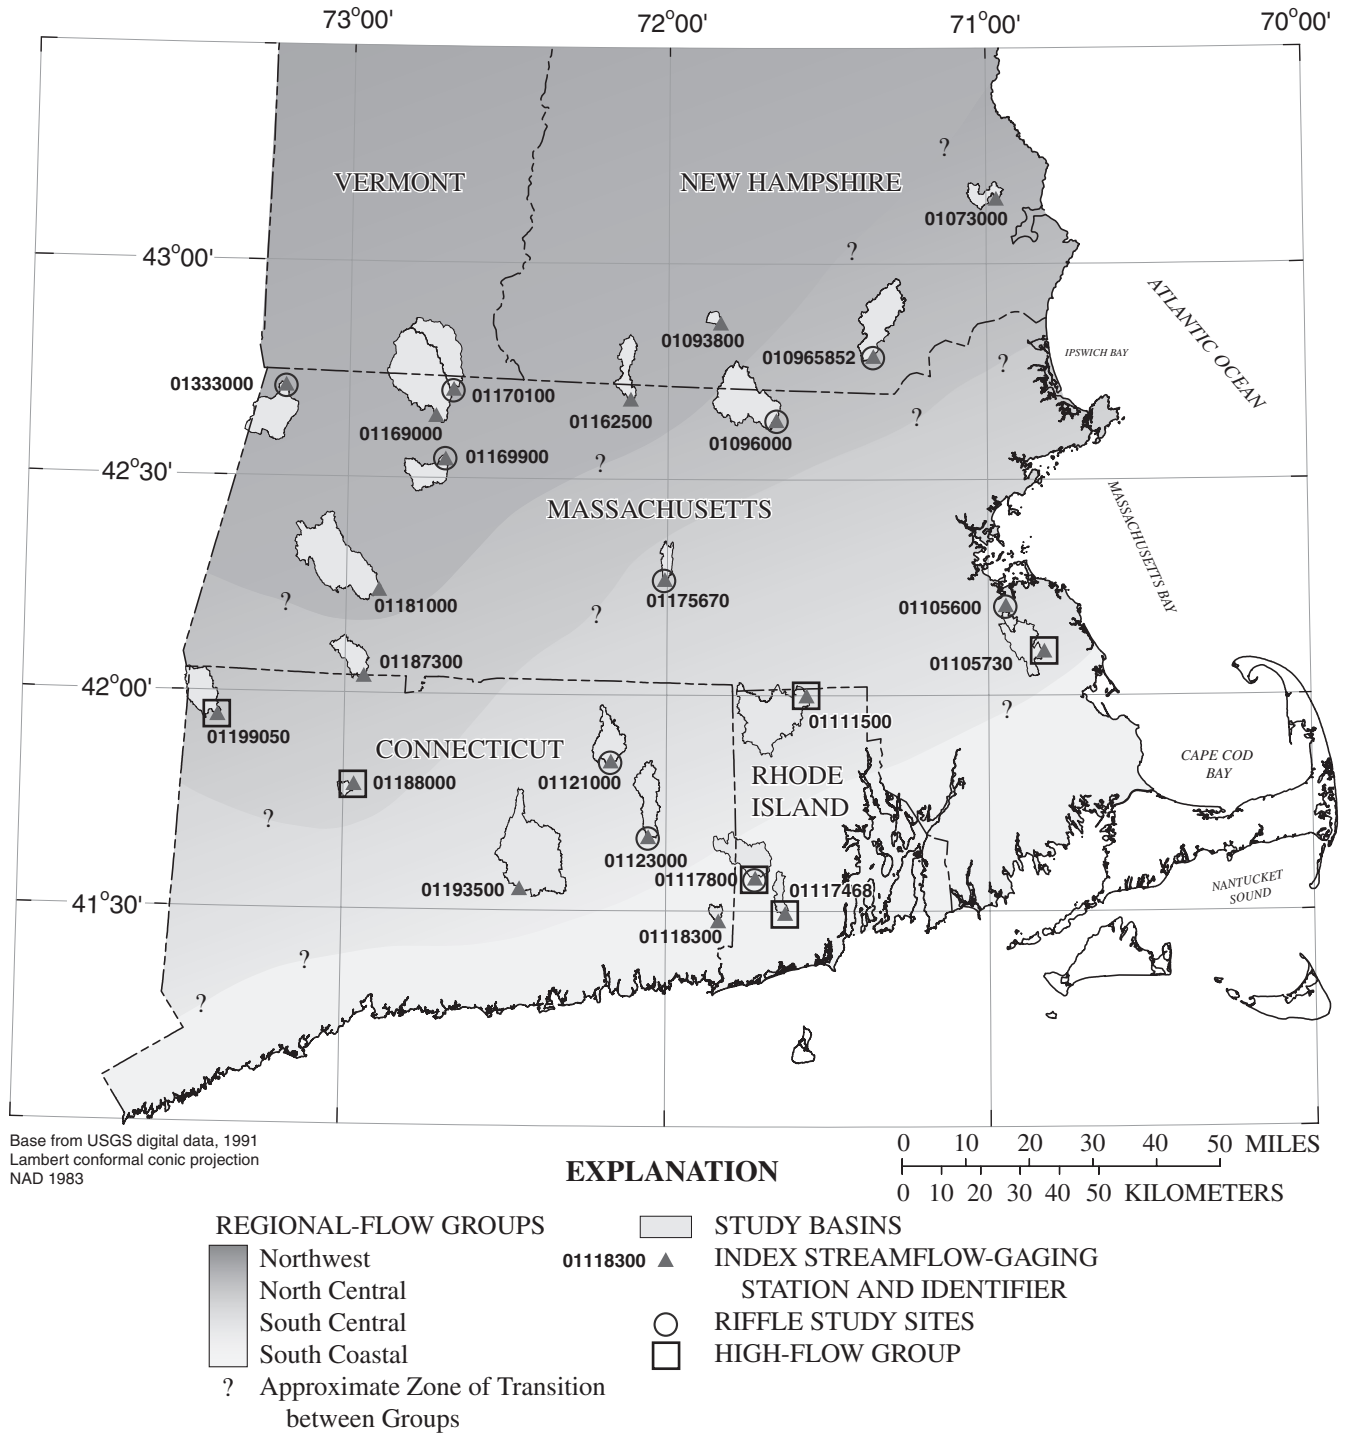 73°00' 72°00' 71°00' 70°00'
?
VERMONT NEW HAMPSHIRE
01073000
43°00' ?
ATLANTIC OCEAN
01093800
010965852
IPSWICH BAY
?
01333000
01170100
01162500
?
01169000
01096000
01169900
?
42°30'
MASSACHUSETTS
MASSACHUSETTS BAY
01175670
?
01181000
?
01105600
01187300
01105730
42°00'
?
01111500
01199050
CONNECTICUT
CAPE COD
BAY
01121000
01188000
RHODE
ISLAND
?
01123000
01117800
01193500
01117468
NANTUCKET
SOUND
41°30'
01118300
?
?
Base from USGS digital data, 1991
Lambert conformal conic projection
NAD 1983
0 10 20 30 40 50 MILES
0 10 20 30 40 50 KILOMETERS
EXPLANATION
REGIONAL-FLOW GROUPS
Northwest
North Central
South Central
South Coastal
? Approximate Zone of Transition
between Groups
STUDY BASINS
01118300 INDEX STREAMFLOW-GAGING
STATION AND IDENTIFIER
RIFFLE STUDY SITES
HIGH-FLOW GROUP